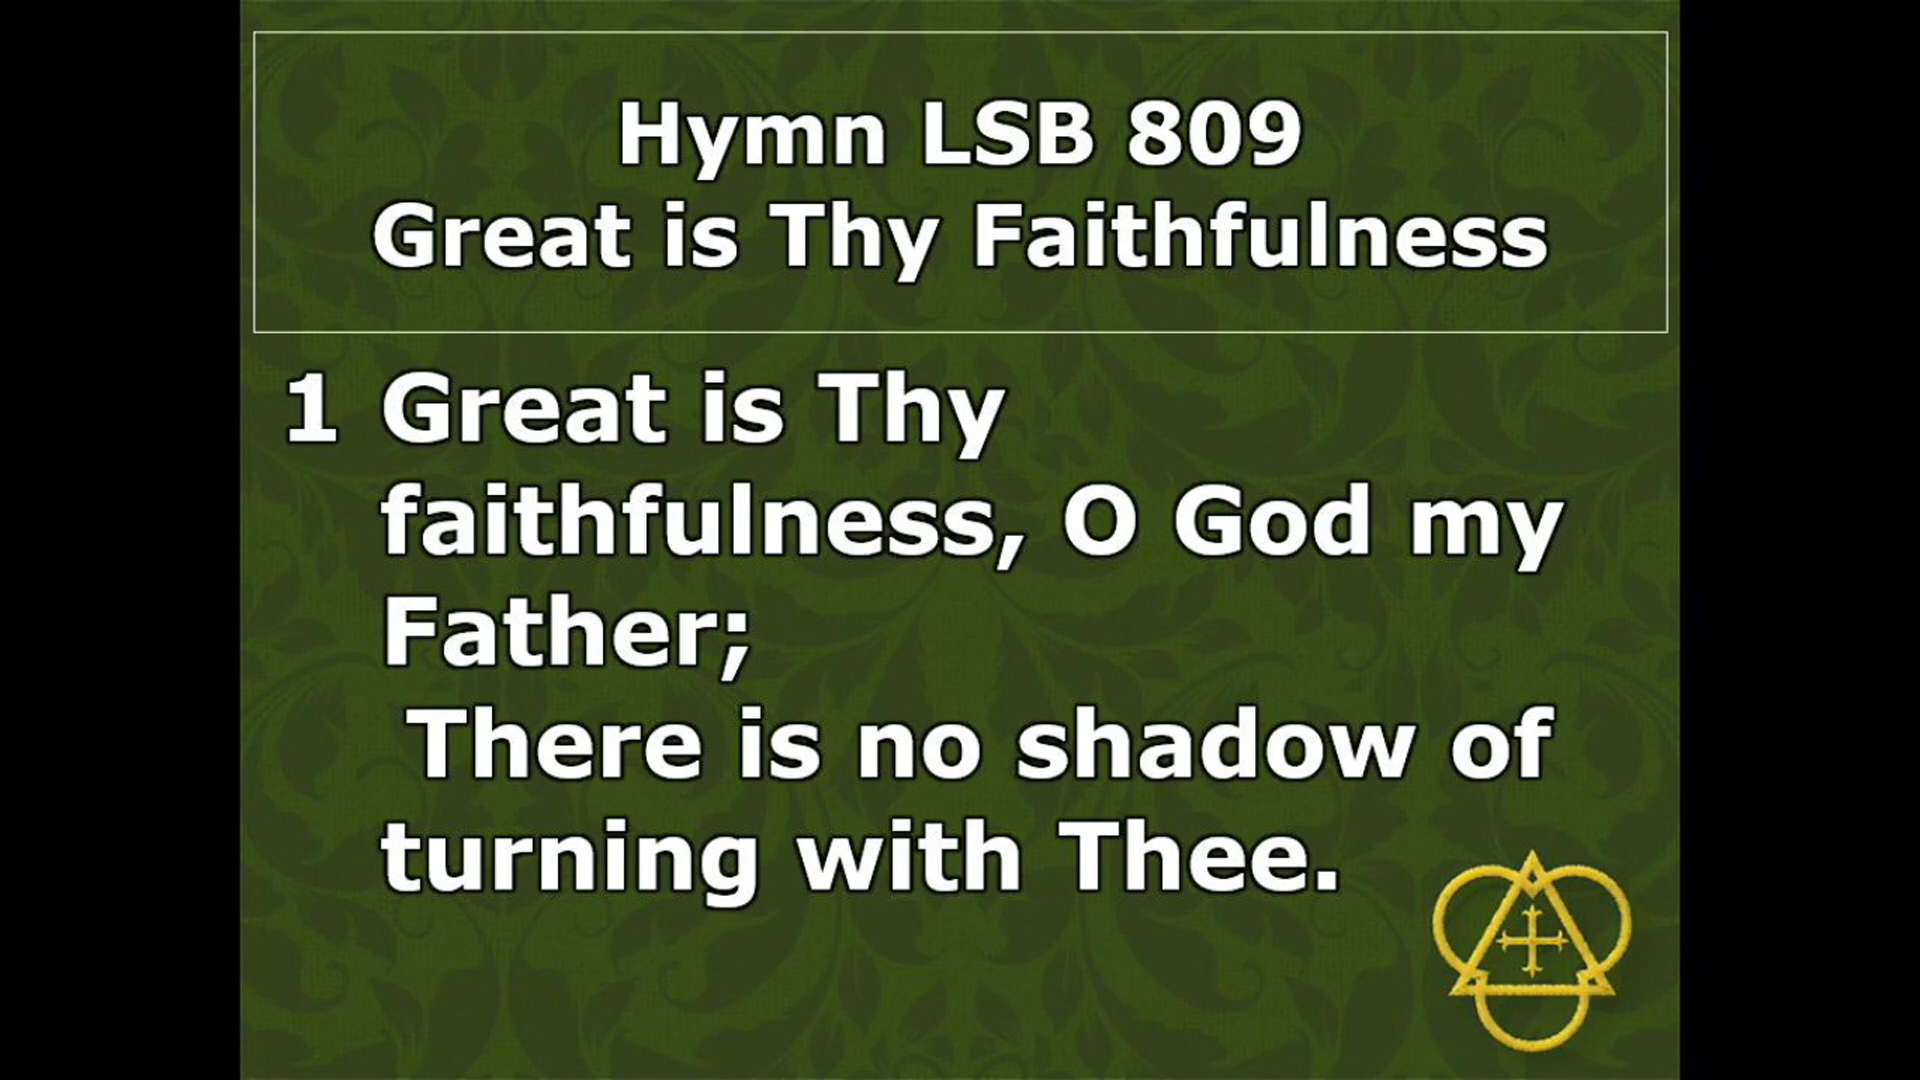 Hymn LSB 809
Great is Thy Faithfulness
1 Great is Thy
faithfulness, O God my
Father;
There is no shadow of
turning with Thee.